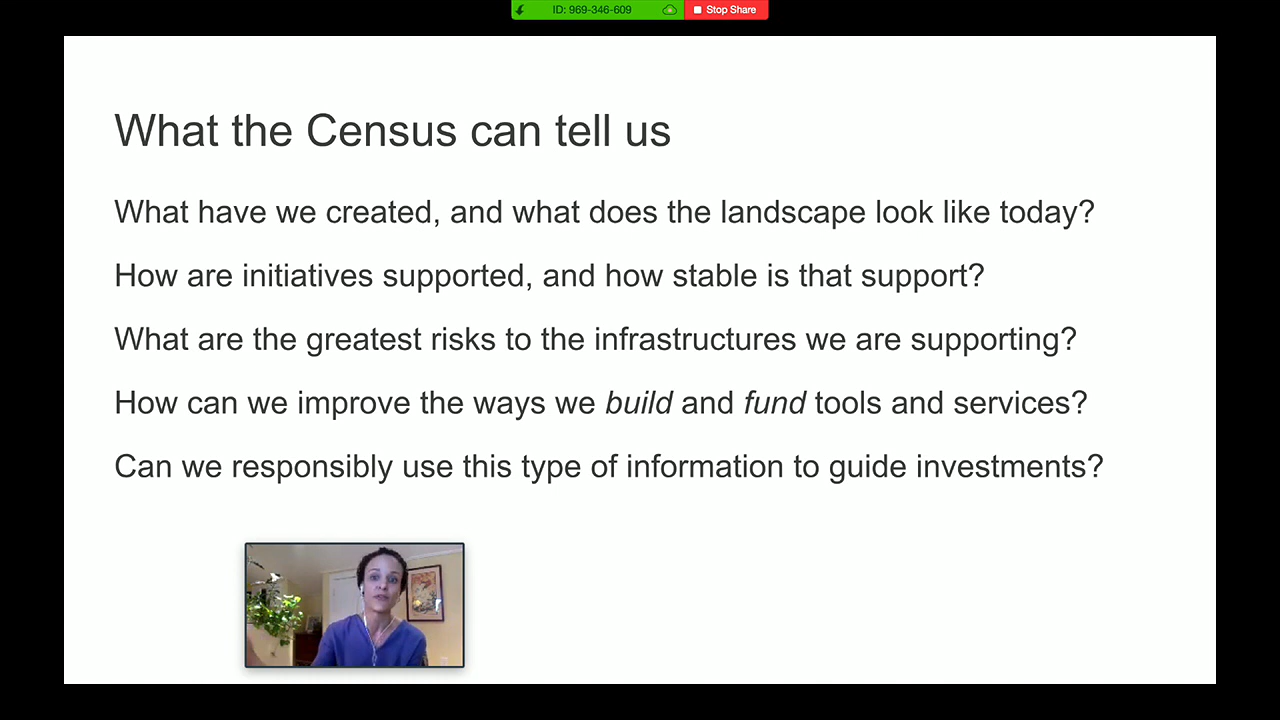 ID: 969-346-609
Stop Share
What the Census can tell us
What have we created, and what does the landscape look like today?
How are initiatives supported, and how stable is that support?
What are the greatest risks to the infrastructures we are supporting?
How can we improve the ways we build and fund tools and services?
Can we responsibly use this type of information to guide investments?